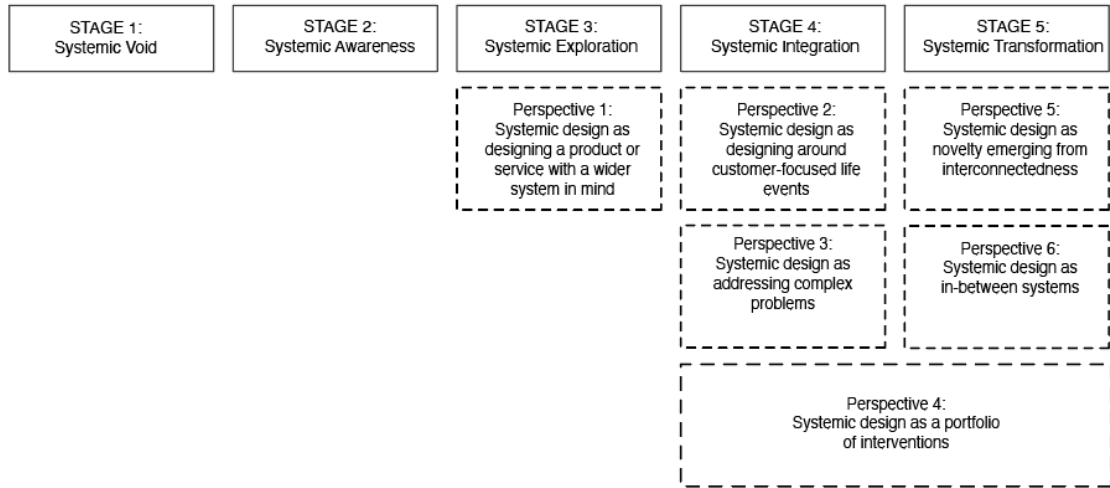 STAGE 1:
Systemic Void
STAGE 2:
Systemic Awareness
STAGE 3:
Systemic Exploration
STAGE 4:
Systemic Integration
STAGE 5:
Systemic Transformation
Perspective 1:
Systemic design as
designing a product or
service with a wider
system in mind
Perspective 2:
Systemic design as
designing around
customer-focused life
events
Perspective 5:
Systemic design as
novelty emerging from
interconnectedness
Perspective 3:
Systemic design as
addressing complex
problems
Perspective 6:
Systemic design as
in-between systems
Perspective 4:
Systemic design as a portfolio
of interventions